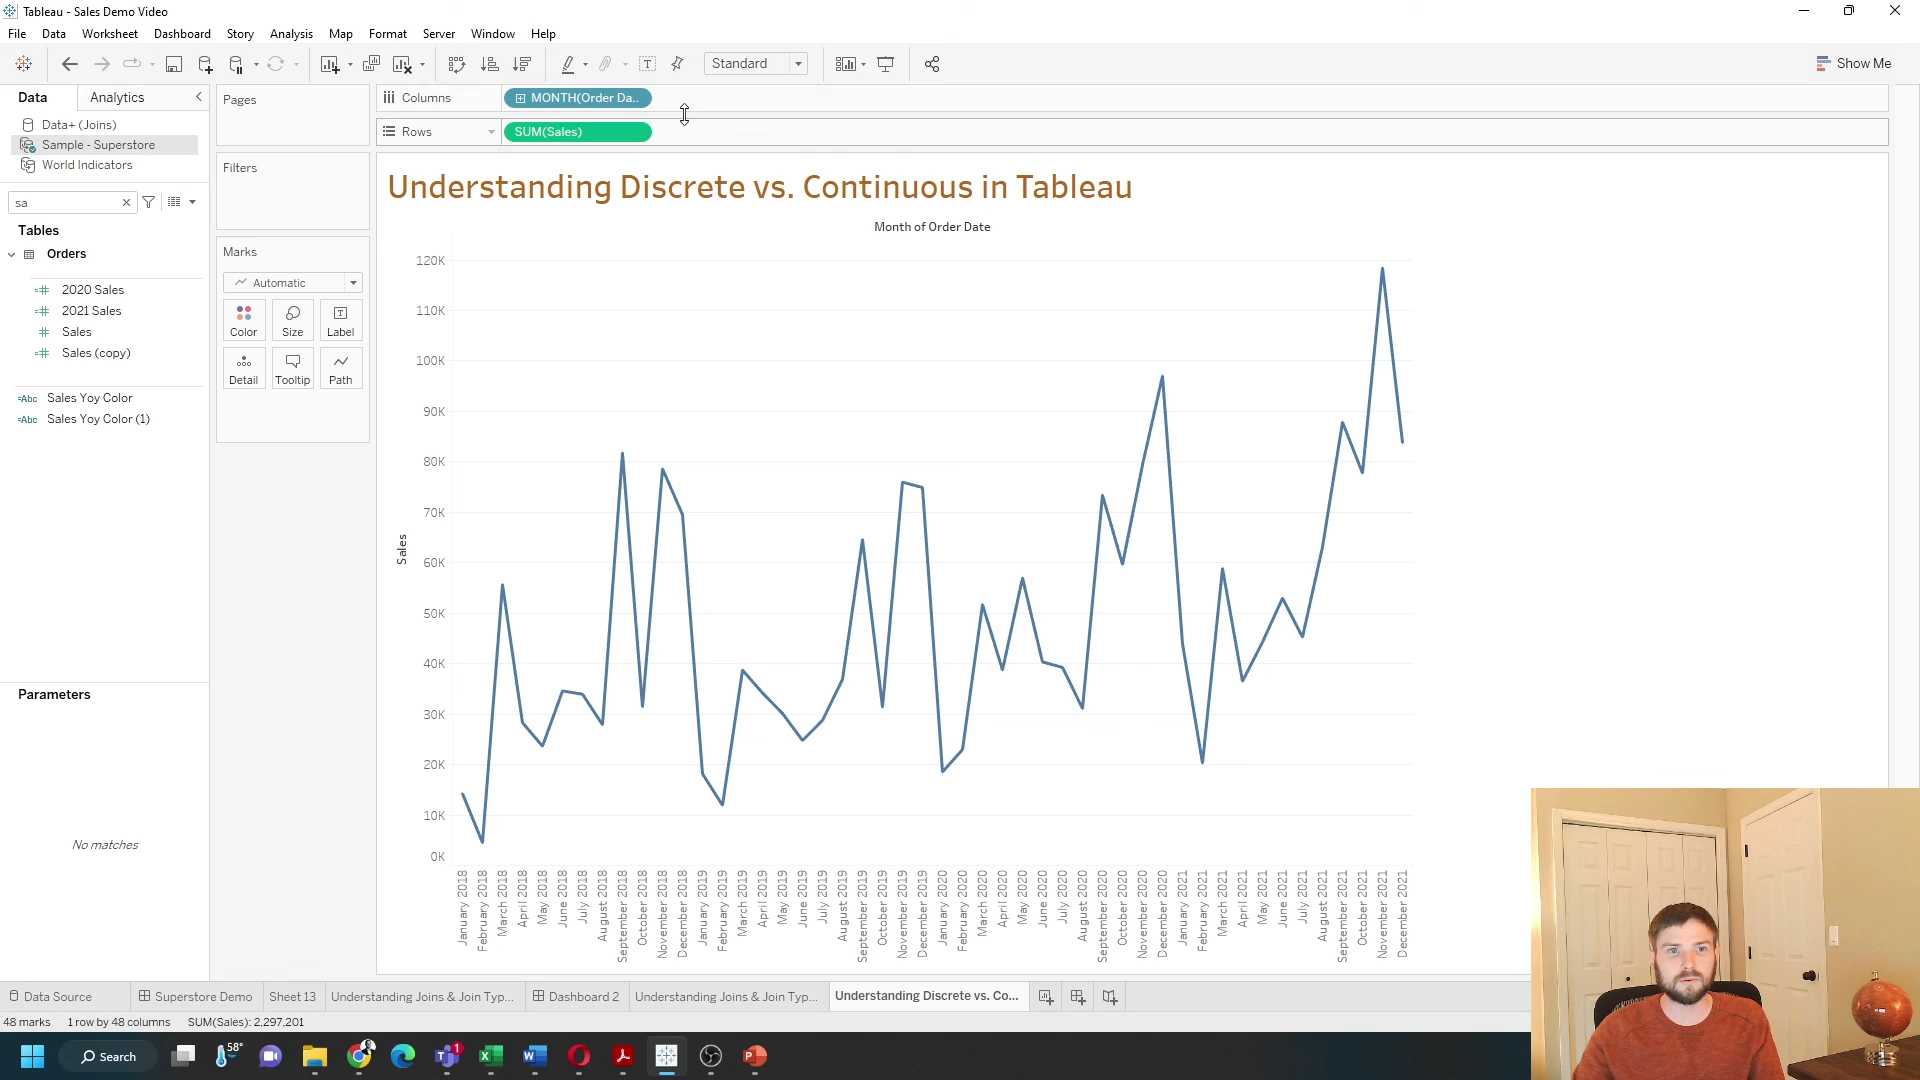 Tableau - Sales Demo Video
File Data Worksheet Dashboard Story Analysis Map Format Server Window Help
Standard
Show Me
Data Analytics
Pages
Columns
MONTH(Order Da..
Data+ (Joins)
Rows
SUM(Sales)
Sample - Superstore
World Indicators
Filters
Understanding Discrete vs. Continuous in Tableau
sa
Tables
Month of Order Date
Orders
Marks
Automatic
2020 Sales
2021 Sales
Sales
Sales (copy)
Color Size Label
Detail Tooltip Path
Abc Sales Yoy Color
Abc Sales Yoy Color (1)
Parameters
No matches
Sales
120K
110K
100K
90K
80K
70K
60K
50K
40K
30K
20K
10K
0K
January 2018
February 2018
March 2018
April 2018
May 2018
June 2018
July 2018
August 2018
September 2018
October 2018
November 2018
December 2018
January 2019
February 2019
March 2019
April 2019
May 2019
June 2019
July 2019
August 2019
September 2019
October 2019
November 2019
December 2019
January 2020
February 2020
March 2020
April 2020
May 2020
June 2020
July 2020
August 2020
September 2020
October 2020
November 2020
December 2020
January 2021
February 2021
March 2021
April 2021
May 2021
June 2021
July 2021
August 2021
September 2021
October 2021
November 2021
December 2021
Data Source Superstore Demo Sheet 13 Understanding Joins & Join Typ... Dashboard 2 Understanding Joins & Join Typ... Understanding Discrete vs. Co...
48 marks 1 row by 48 columns SUM(Sales): 2,297,201
Search
58°
1